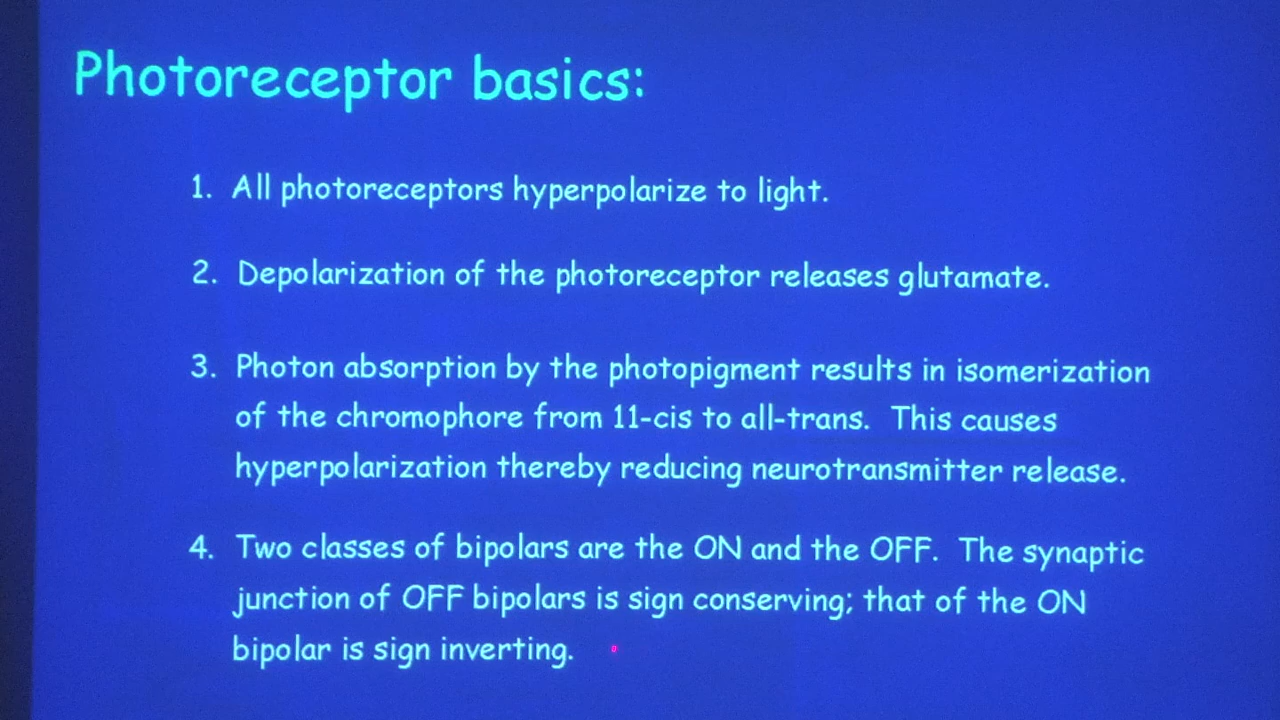 Photoreceptor basics:
1. All photoreceptors hyperpolarize to light.
2. Depolarization of the photoreceptor releases glutamate.
3. Photon absorption by the photopigment results in isomerization
of the chromophore from 11-cis to all-trans. This causes
hyperpolarization thereby reducing neurotransmitter release.
4. Two classes of bipolars are the ON and the OFF. The synaptic
junction of OFF bipolars is sign conserving; that of the ON
bipolar is sign inverting.